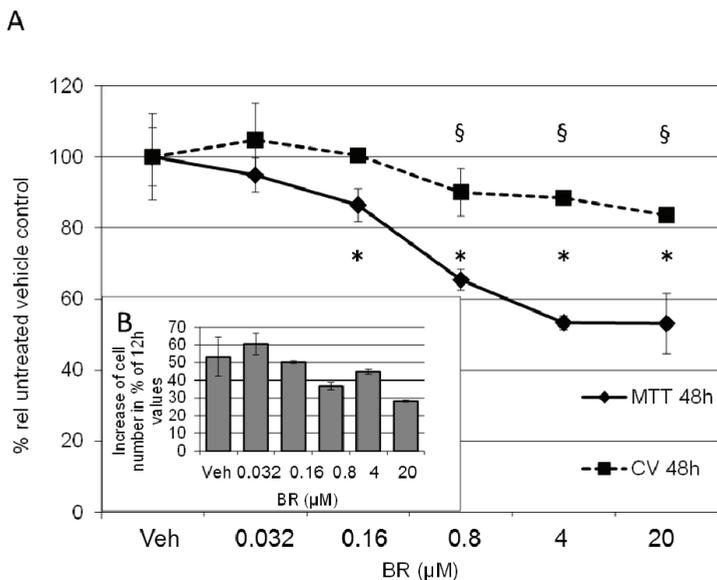 A
120
§ § §
100
80
* * * *
60
40
20
0
% rel untreated vehicle control
MTT 48h
CV 48h
Veh 0.032 0.16 0.8 4 20
BR (µM)
B
70
60
50
40
30
20
10
0
Increase of cell
number in % of 12h
values
Veh 0.032 0.16 0.8 4 20
BR (µM)